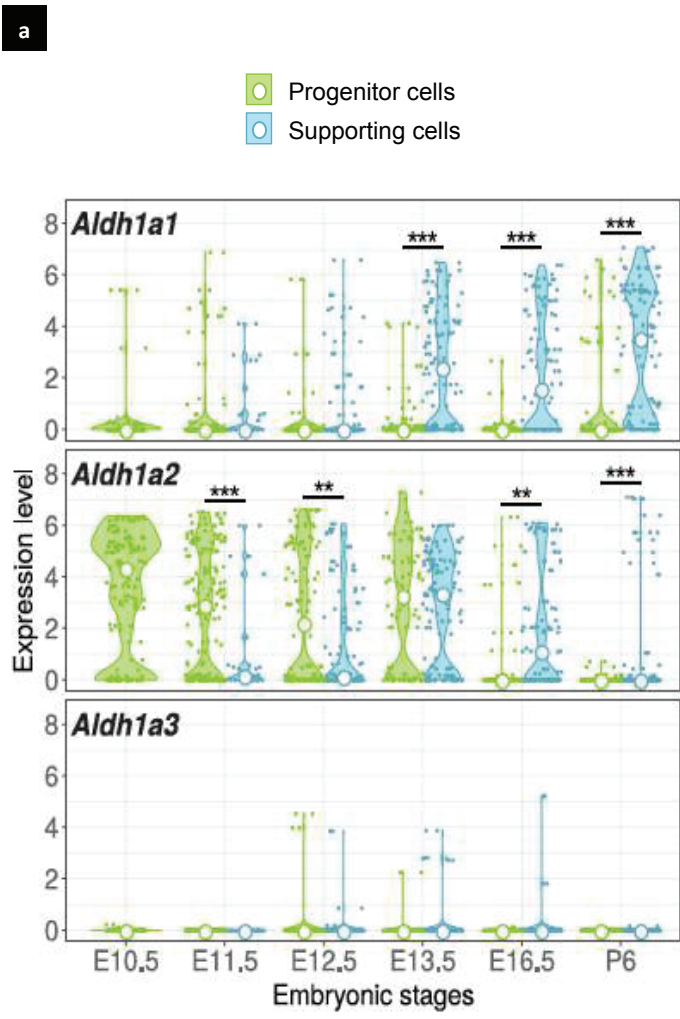 a
Progenitor cells
Supporting cells
Aldh1a1
*** *** ***
8
6
4
2
0
Aldh1a2
*** ** ** ***
8
6
4
2
0
Expression level
Aldh1a3
8
6
4
2
0
E10.5 E11.5 E12.5 E13.5 E16.5 P6
Embryonic stages